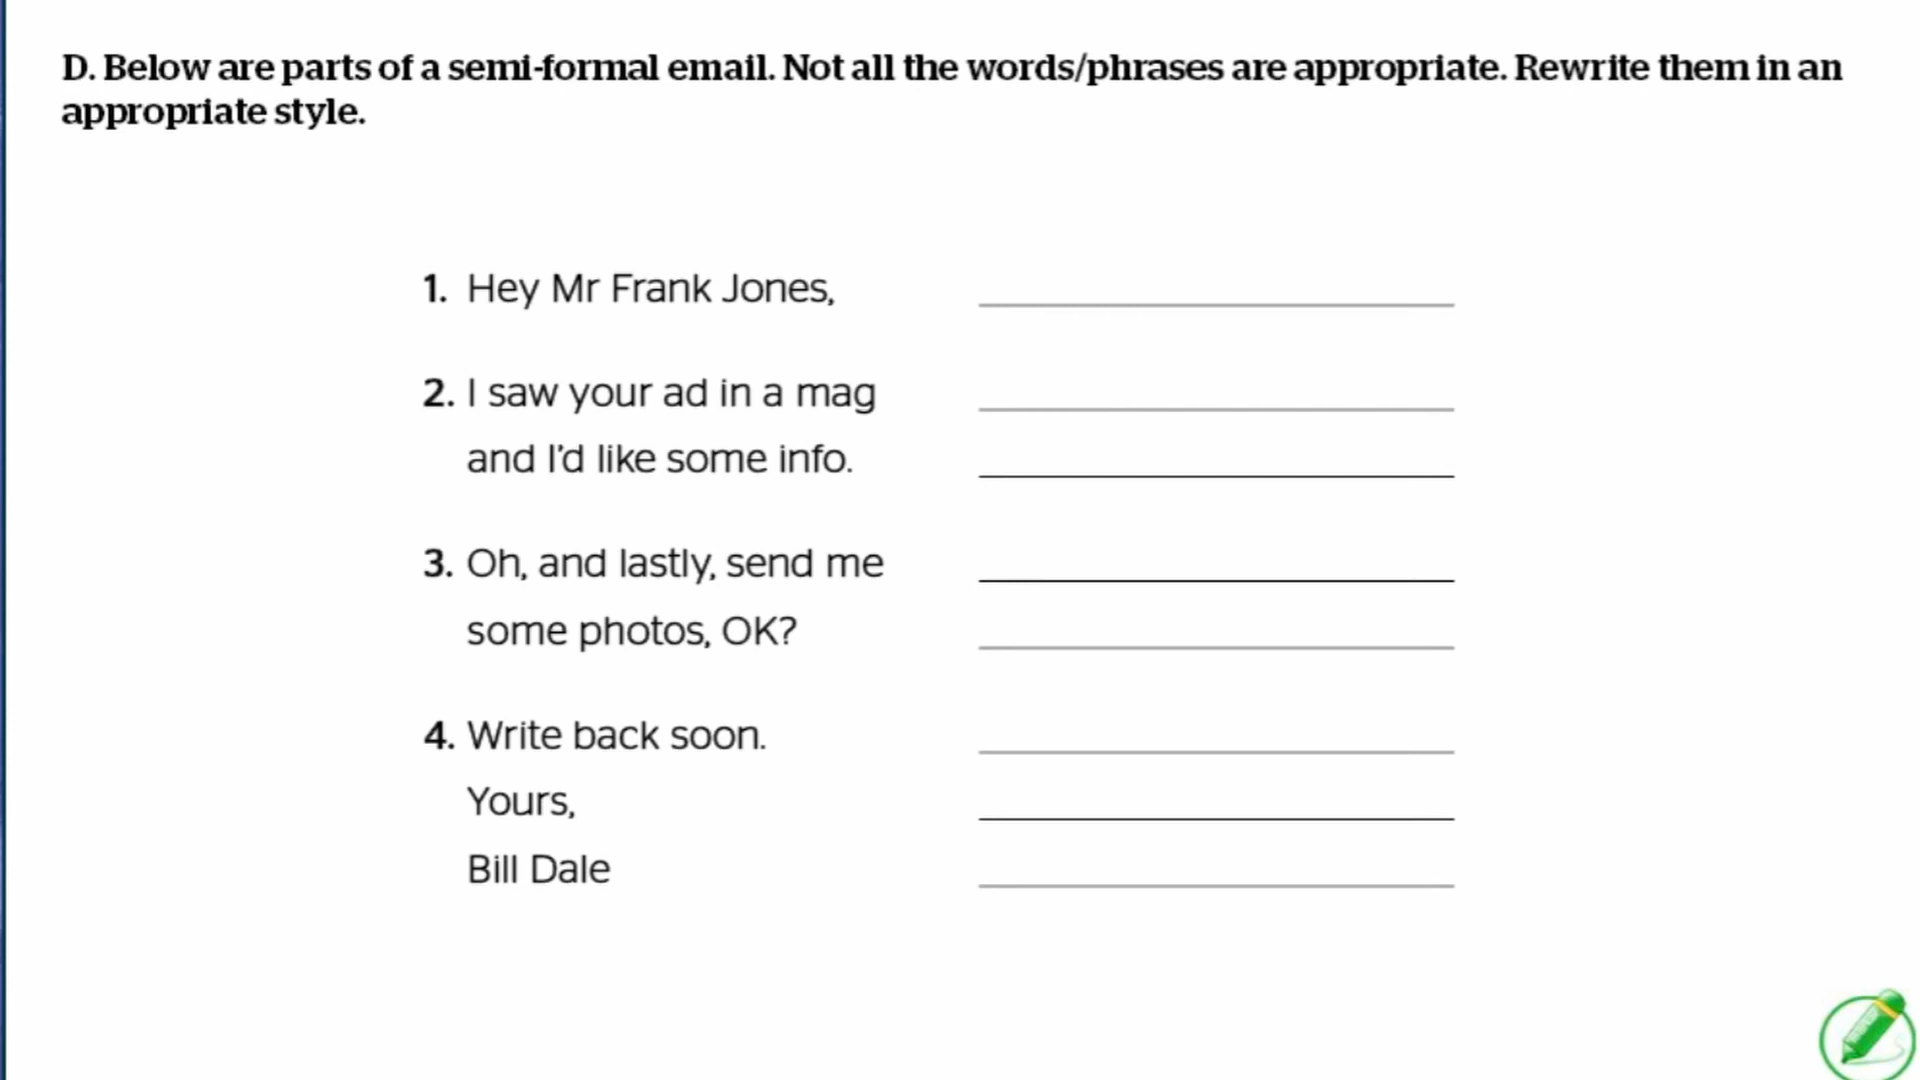 D. Below are parts of a semi-formal email. Not all the words/phrases are appropriate. Rewrite them in an
appropriate style.
1. Hey Mr Frank Jones,
2. I saw your ad in a mag
and I'd like some info.
3. Oh, and lastly, send me
some photos, OK?
4. Write back soon.
Yours,
Bill Dale